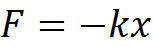 F = −kx